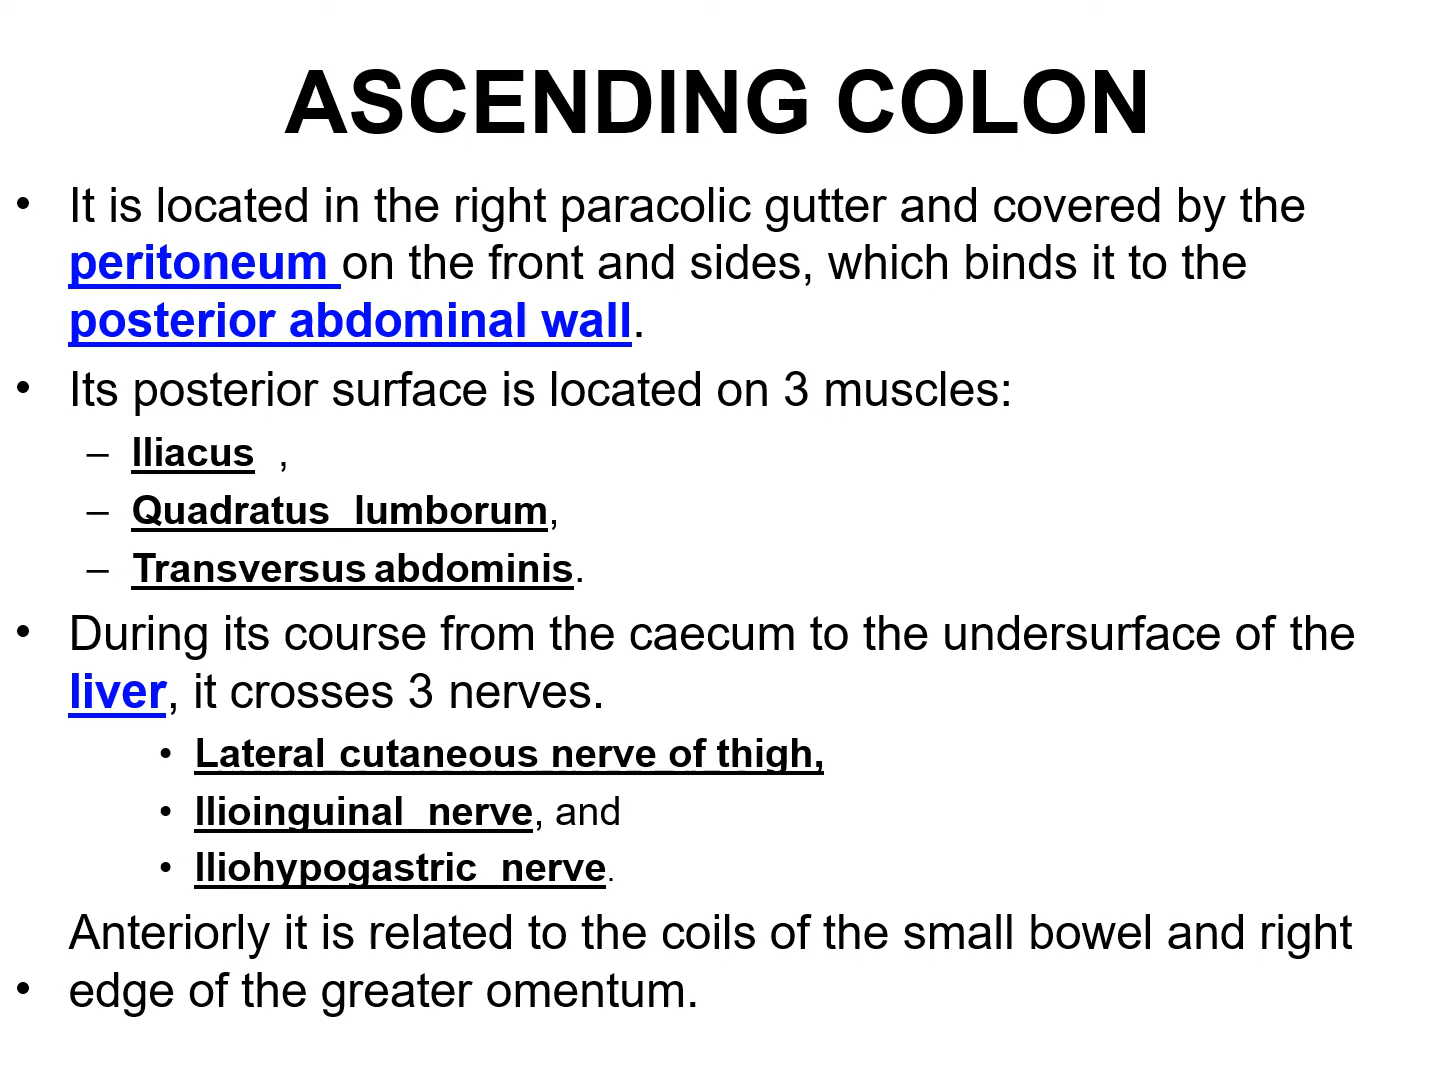 ASCENDING COLON
• It is located in the right paracolic gutter and covered by the
peritoneum on the front and sides, which binds it to the
posterior abdominal wall.
• Its posterior surface is located on 3 muscles:
– Iliacus ,
– Quadratus lumborum,
– Transversus abdominis.
• During its course from the caecum to the undersurface of the
liver, it crosses 3 nerves.
• Lateral cutaneous nerve of thigh,
• Ilioinguinal nerve, and
• Iliohypogastric nerve.
Anteriorly it is related to the coils of the small bowel and right
• edge of the greater omentum.